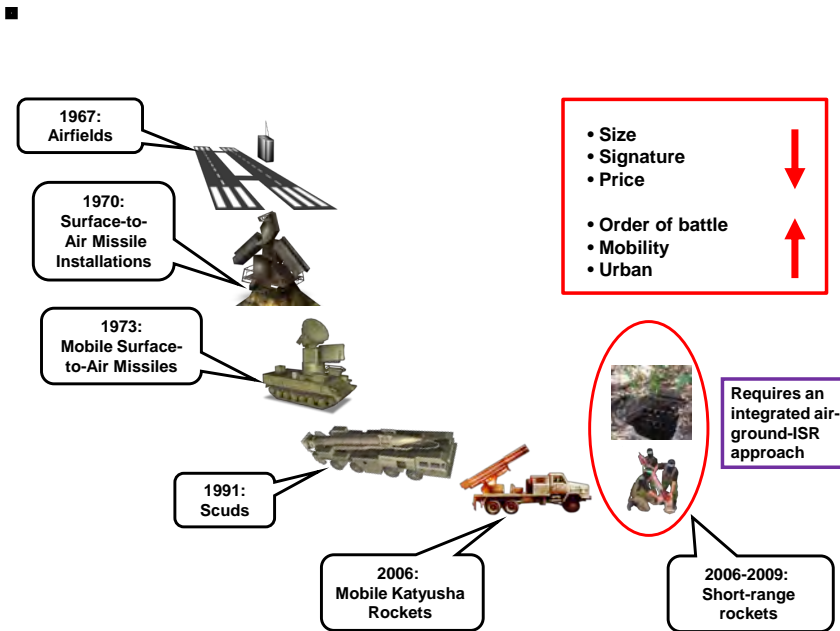 1967:
Airfields
1970:
Surface-to-
Air Missile
Installations
1973:
Mobile Surface-
to-Air Missiles
1991:
Scuds
2006:
Mobile Katyusha
Rockets
2006-2009:
Short-range
rockets
• Size
• Signature
• Price
• Order of battle
• Mobility
• Urban
Requires an
integrated air-
ground-ISR
approach